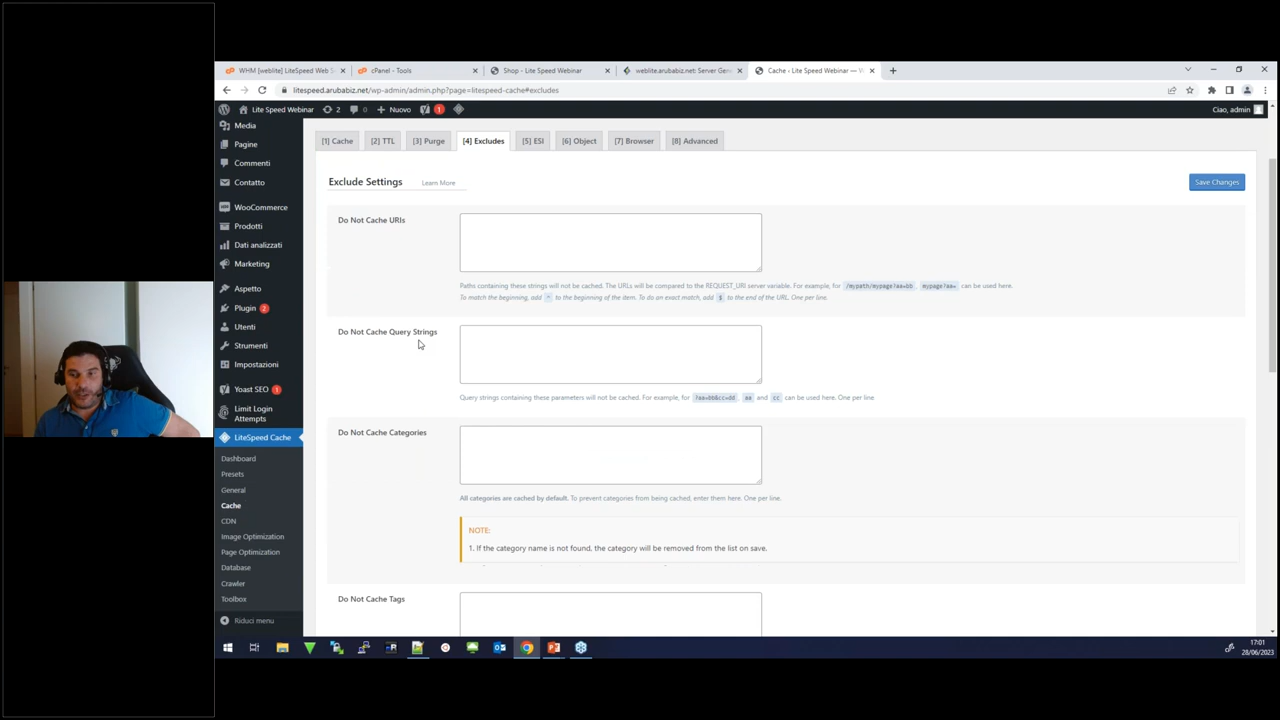 WHM [weblite] LiteSpeed Web S
cPanel - Tools
Shop - Lite Speed Webinar
weblite.arubabiz.net: Server Gen
Cache ‹ Lite Speed Webinar — W
litespeed.arubabiz.net/wp-admin/admin.php?page=litespeed-cache#excludes
Lite Speed Webinar
2
Nuovo
1
Ciao, admin
Media
Pagine
Commenti
Contatto
WooCommerce
Prodotti
Dati analizzati
Marketing
Aspetto
Plugin 2
Utenti
Strumenti
Impostazioni
Yoast SEO 1
Limit Login
Attempts
LiteSpeed Cache
Dashboard
Presets
General
Cache
CDN
Image Optimization
Page Optimization
Database
Crawler
Toolbox
Riduci menu
[1] Cache
[2] TTL
[3] Purge
[4] Excludes
[5] ESI
[6] Object
[7] Browser
[8] Advanced
Exclude Settings
Learn More
Save Changes
Do Not Cache URIs
Paths containing these strings will not be cached. The URLs will be compared to the REQUEST_URI server variable. For example, for /mypath/mypage?aa=bb, mypage?aa= can be used here.
To match the beginning, add ^ to the beginning of the item. To do an exact match, add $ to the end of the URL. One per line.
Do Not Cache Query Strings
Query strings containing these parameters will not be cached. For example, for ?aa=bb&cc=dd, aa and cc can be used here. One per line
Do Not Cache Categories
All categories are cached by default. To prevent categories from being cached, enter them here. One per line.
NOTE:
1. If the category name is not found, the category will be removed from the list on save.
Do Not Cache Tags
17:01
28/06/2023